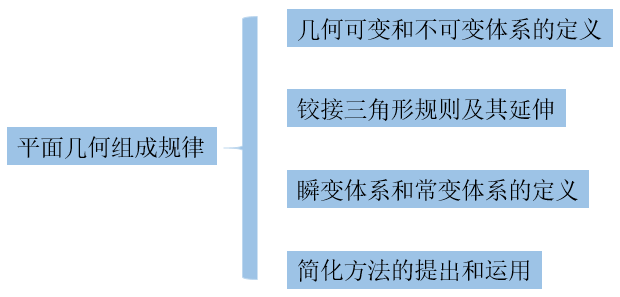 几何可变和不可变体系的定义
铰接三角形规则及其延伸
平面几何组成规律
瞬变体系和常变体系的定义
简化方法的提出和运用